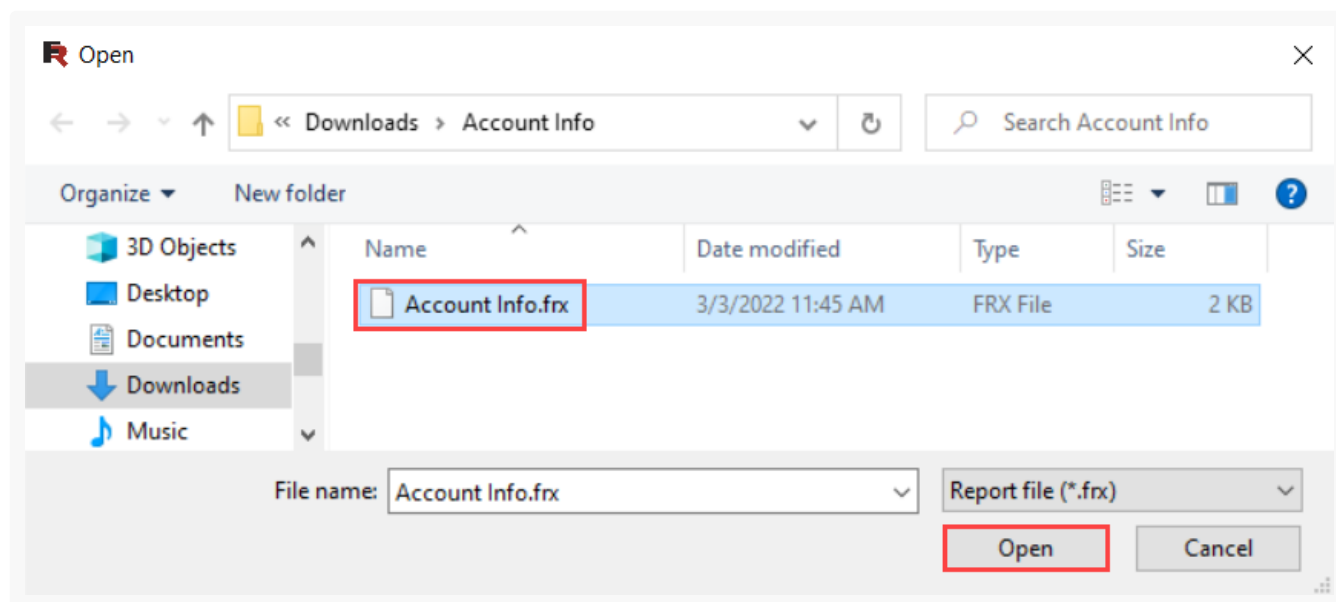 Open
« Downloads > Account Info
Search Account Info
Organize
New folder
?
Name
Date modified
Type
Size
3D Objects
Desktop
Documents
Downloads
Music
Account Info.frx
3/3/2022 11:45 AM
FRX File
2 KB
File name:
Account Info.frx
Report file (*.frx)
Open
Cancel